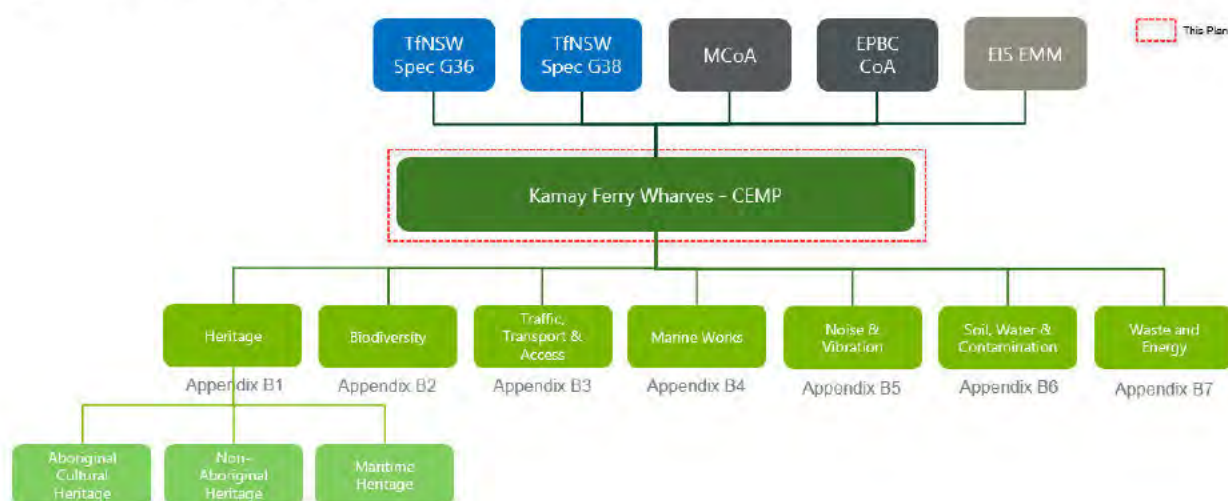 TfNSW
Spec G36
TfNSW
Spec G38
MCoA
EPBC
CoA
EIS EMM
This Plan
Kamay Ferry Wharves – CEMP
Heritage
Biodiversity
Traffic,
Transport &
Access
Marine Works
Noise &
Vibration
Soil, Water &
Contamination
Waste and
Energy
Appendix B1
Appendix B2
Appendix B3
Appendix B4
Appendix B5
Appendix B6
Appendix B7
Aboriginal
Cultural
Heritage
Non-
Aboriginal
Heritage
Maritime
Heritage